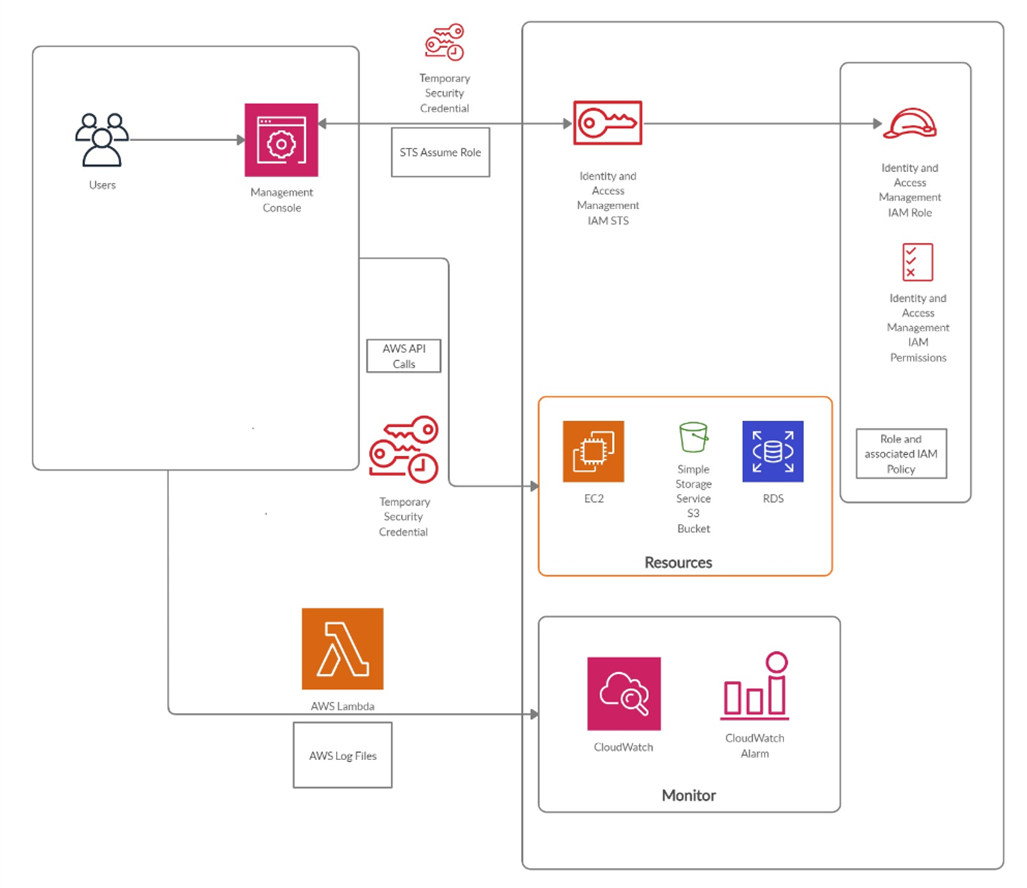 Temporary
Security
Credential
STS Assume Role
Users
Management
Console
Identity and
Access
Management
IAM STS
Identity and
Access
Management
IAM Role
Identity and
Access
Management
IAM
Permissions
AWS API
Calls
Temporary
Security
Credential
EC2
Simple
Storage
Service
S3
Bucket
RDS
Resources
Role and
associated IAM
Policy
AWS Lambda
AWS Log Files
CloudWatch
CloudWatch
Alarm
Monitor